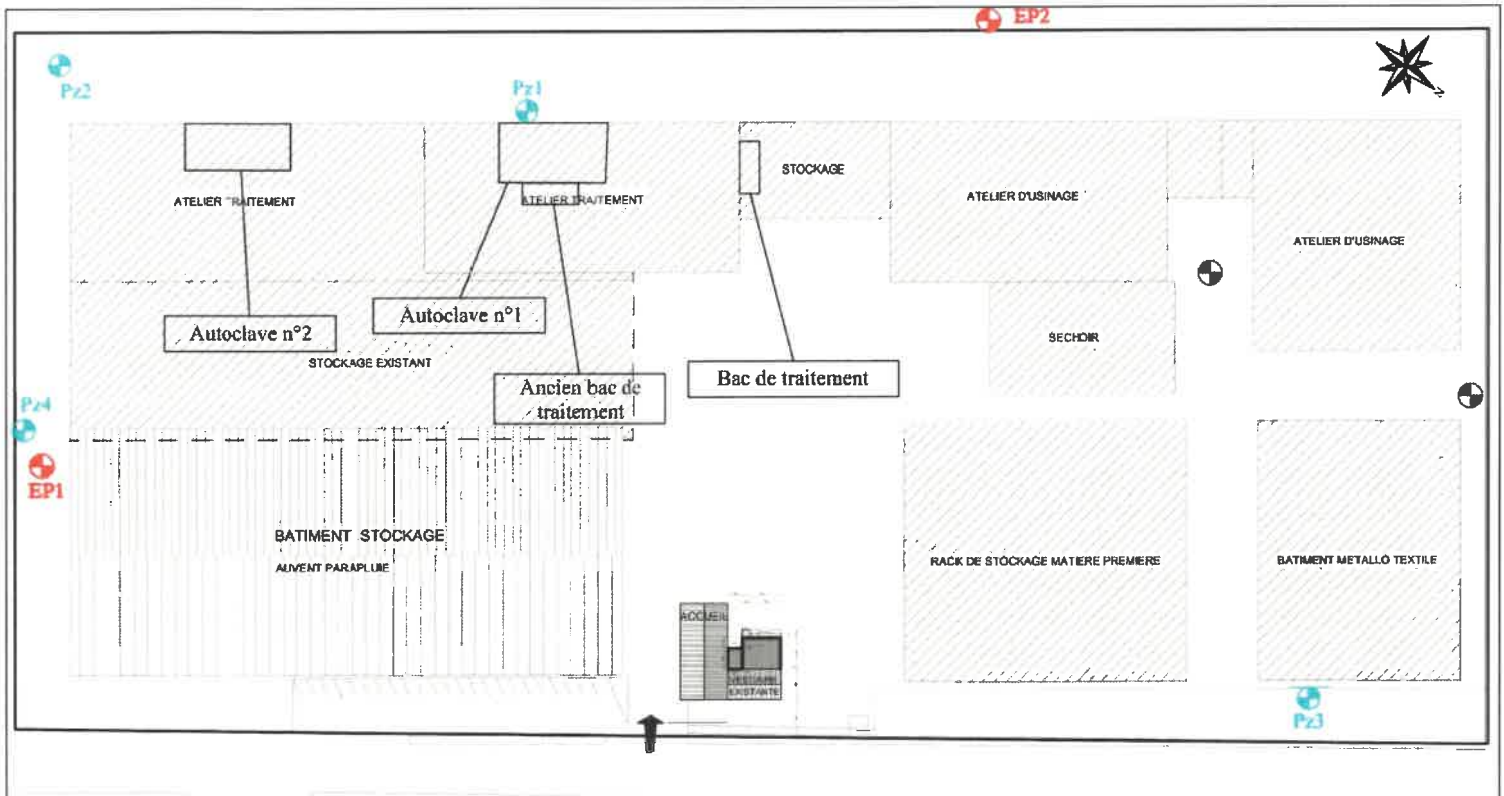 EP2
Pz2
Pz1
N
STOCKAGE
ATELIER TRAITEMENT
ATELIER TRAITEMENT
ATELIER D'USINAGE
ATELIER D'USINAGE
Autoclave n°2
Autoclave n°1
SECHOIR
STOCKAGE EXISTANT
Bac de traitement
Ancien bac de
traitement
Pz4
EP1
BATIMENT STOCKAGE
AUVENT PARAPLUIE
RACK DE STOCKAGE MATIERE PREMIERE
BATIMENT METALLO TEXTILE
ACCUEIL
VESTIAIRE
EXISTANTE
Pz3